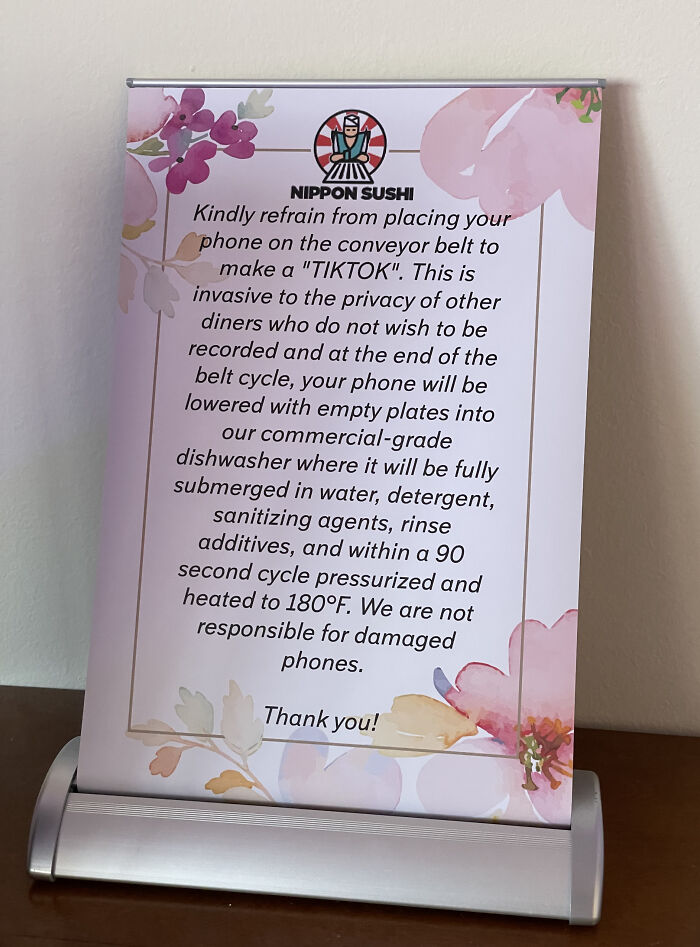 NIPPON SUSHI
Kindly refrain from placing your
phone on the conveyor belt to
make a "TIKTOK". This is
invasive to the privacy of other
diners who do not wish to be
recorded and at the end of the
belt cycle, your phone will be
lowered with empty plates into
our commercial-grade
dishwasher where it will be fully
submerged in water, detergent,
sanitizing agents, rinse
additives, and within a 90
second cycle pressurized and
heated to 180°F. We are not
responsible for damaged
phones.
Thank you!